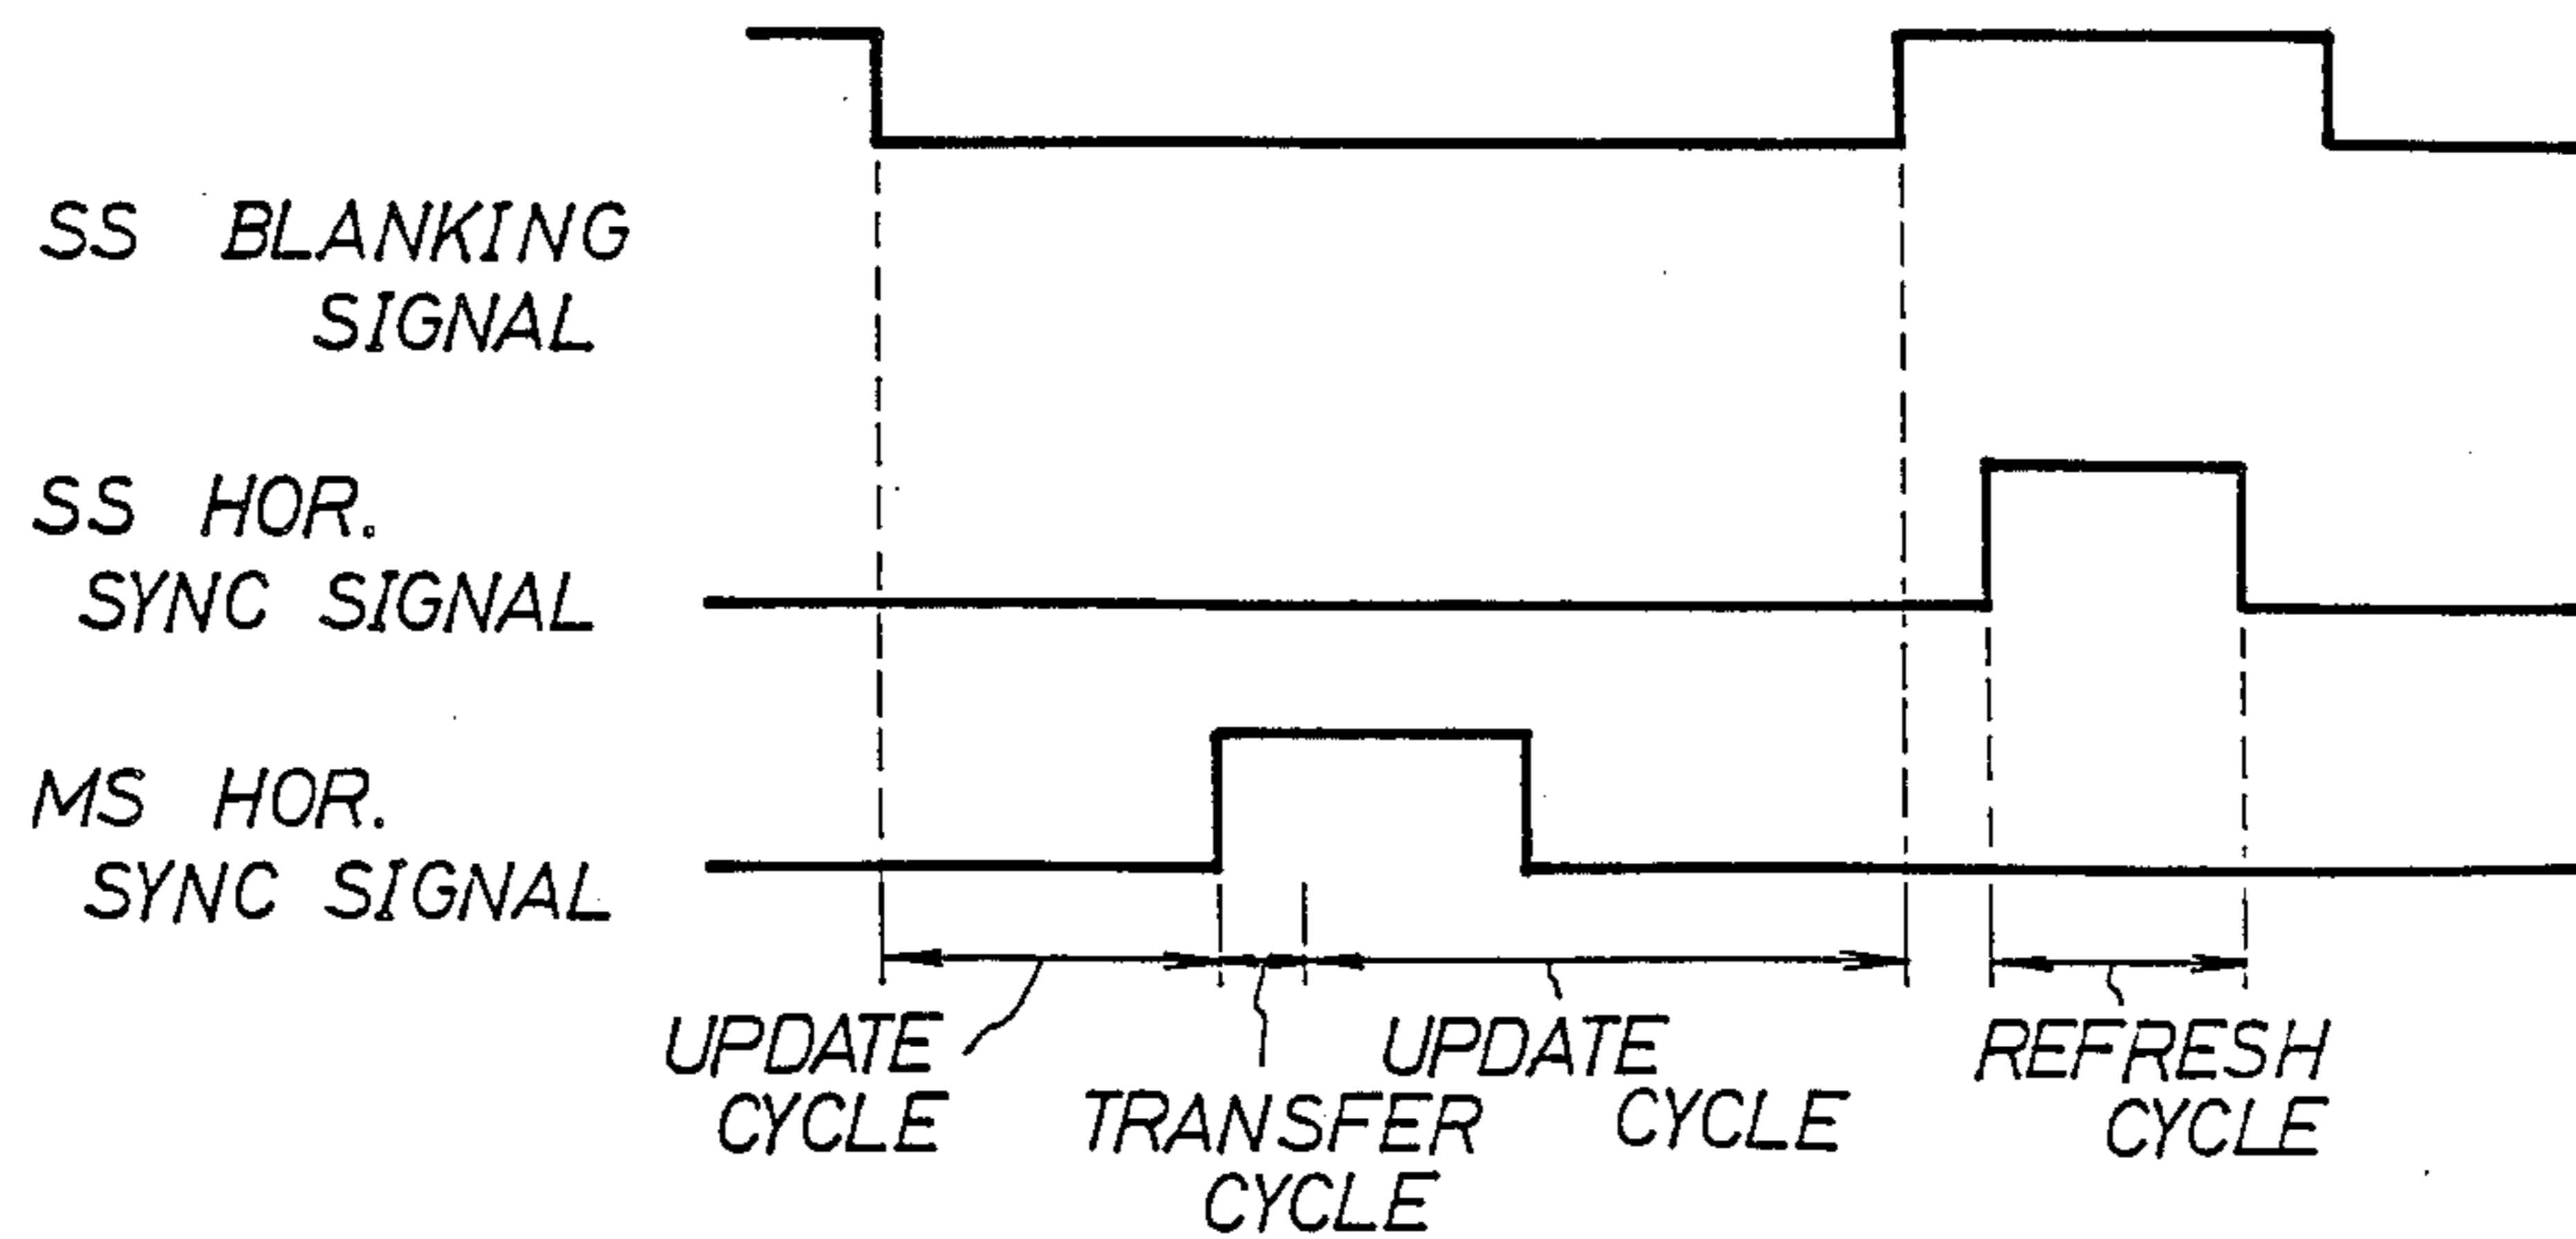 SS BLANKING
SIGNAL
SS HOR.
SYNC SIGNAL
MS HOR.
SYNC SIGNAL
UPDATE
CYCLE
TRANSFER
CYCLE
UPDATE
CYCLE
REFRESH
CYCLE